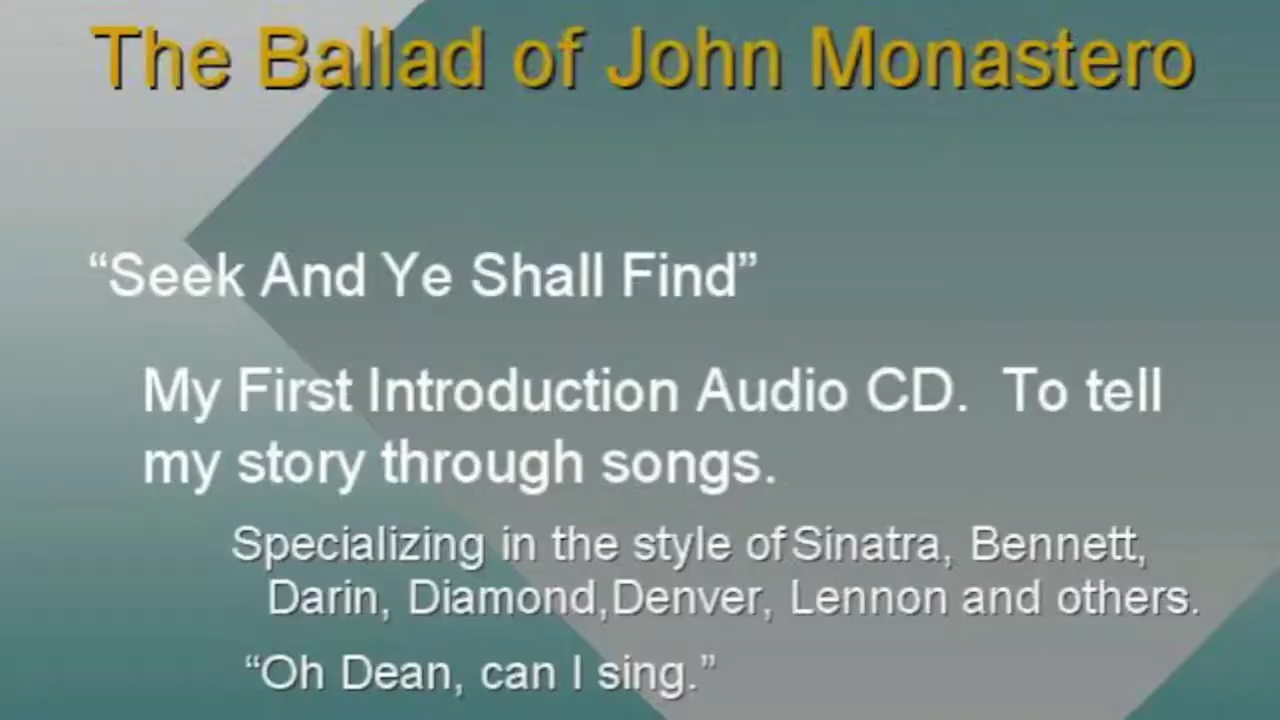 The Ballad of John Monastero
“Seek And Ye Shall Find”
My First Introduction Audio CD.  To tell
my story through songs.
Specializing in the style of Sinatra, Bennett,
Darin, Diamond,Denver, Lennon and others.
“Oh Dean, can I sing.”